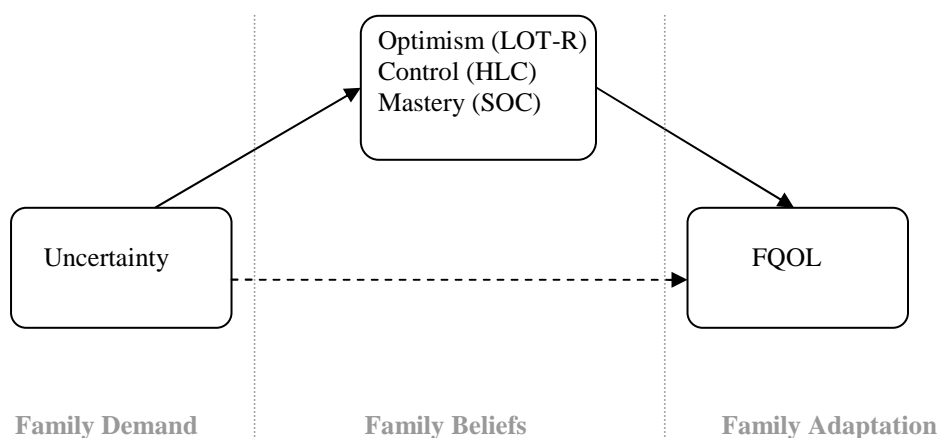 Optimism (LOT-R)
Control (HLC)
Mastery (SOC)
Uncertainty
FQOL
Family Demand
Family Beliefs
Family Adaptation